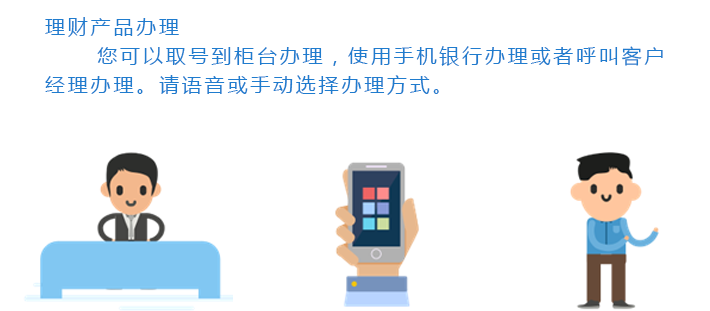 理财产品办理
您可以取号到柜台办理，使用手机银行办理或者呼叫客户
经理办理。请语音或手动选择办理方式。